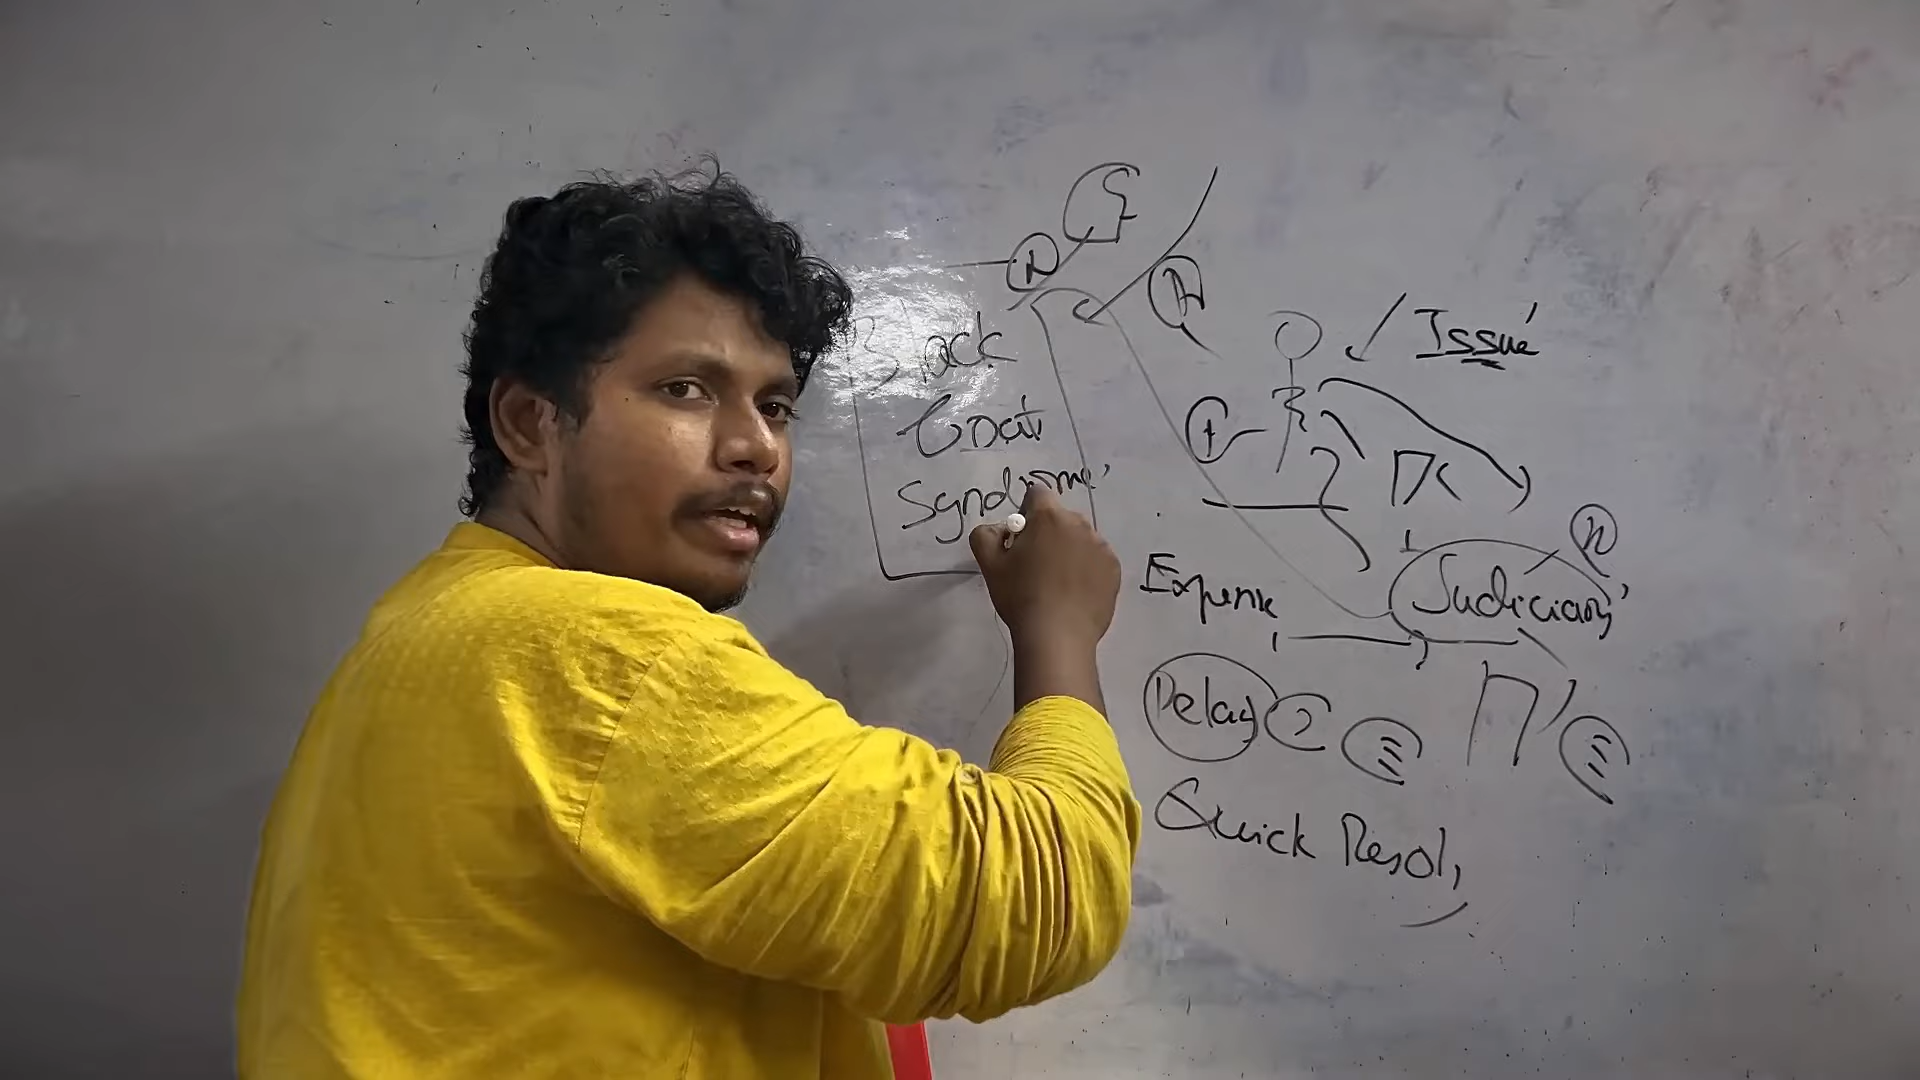 Black
Coat
Syndrome
Issue
Expense
Judiciary
Delay
Quick Resol,